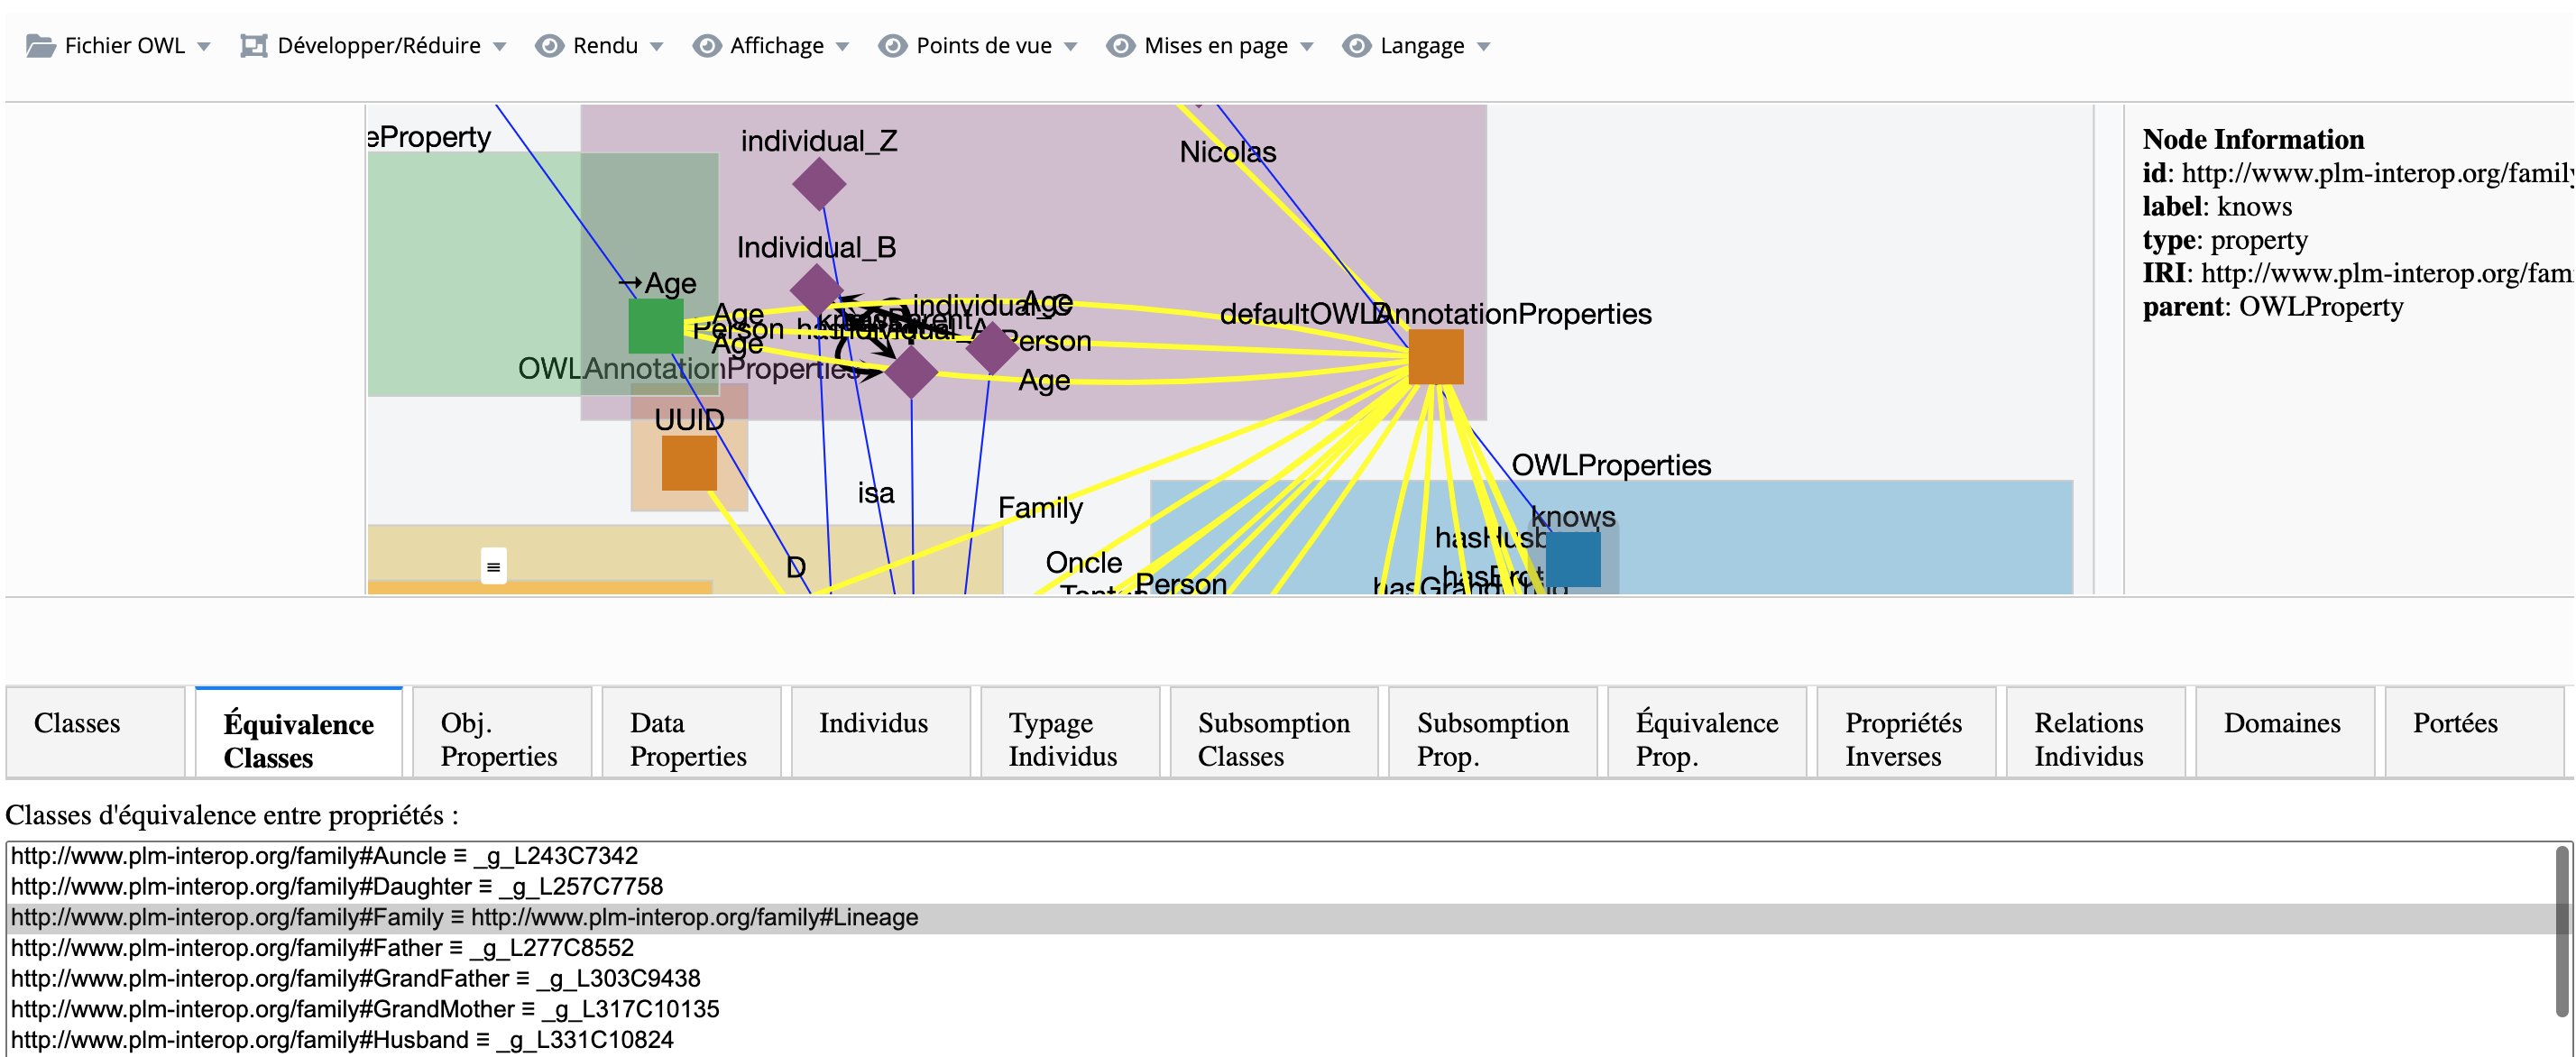 Fichier OWL Développer/Réduire Rendu Affichage Points de vue Mises en page Langage
eProperty
individual_Z
Nicolas
Individual_B
→Age
individual_C
Age
Age
defaultOWLAnnotationProperties
Person
Person
Age
OWLAnnotationProperties
Age
UUID
OWLProperties
isa
Family
knows
D
Oncle
Person
≡
Node Information
id: http://www.plm-interop.org/family
label: knows
type: property
IRI: http://www.plm-interop.org/fam
parent: OWLProperty
Classes
Équivalence
Classes
Obj.
Properties
Data
Properties
Individus
Typage
Individus
Subsomption
Classes
Subsomption
Prop.
Équivalence
Prop.
Propriétés
Inverses
Relations
Individus
Domaines
Portées
Classes d'équivalence entre propriétés :
http://www.plm-interop.org/family#Auncle ≡ _g_L243C7342
http://www.plm-interop.org/family#Daughter ≡ _g_L257C7758
http://www.plm-interop.org/family#Family ≡ http://www.plm-interop.org/family#Lineage
http://www.plm-interop.org/family#Father ≡ _g_L277C8552
http://www.plm-interop.org/family#GrandFather ≡ _g_L303C9438
http://www.plm-interop.org/family#GrandMother ≡ _g_L317C10135
http://www.plm-interop.org/family#Husband ≡ _g_L331C10824